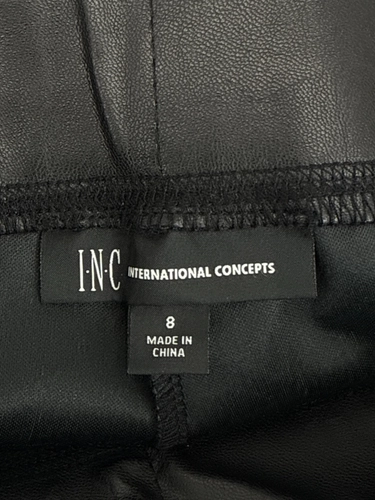 I·N·C INTERNATIONAL CONCEPTS
8
MADE IN
CHINA